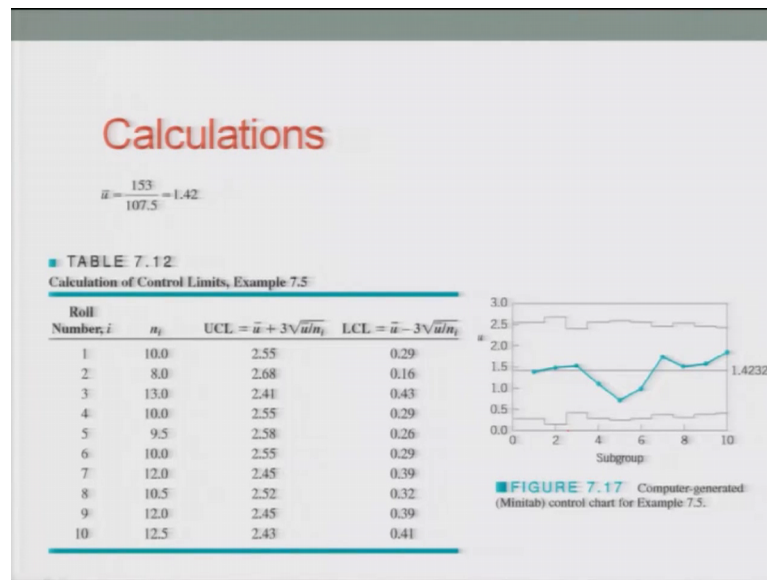 Calculations
ū = 153/107.5 = 1.42
TABLE 7.12
Calculation of Control Limits, Example 7.5
Roll Number, i nᵢ UCL = ū + 3√ū/nᵢ LCL = ū − 3√ū/nᵢ
1 10.0 2.55 0.29
2 8.0 2.68 0.16
3 13.0 2.41 0.43
4 10.0 2.55 0.29
5 9.5 2.58 0.26
6 10.0 2.55 0.29
7 12.0 2.45 0.39
8 10.5 2.52 0.32
9 12.0 2.45 0.39
10 12.5 2.43 0.41
3.0
2.5
u
2.0
1.5
1.4232
1.0
0.5
0.0
0 2 4 6 8 10
Subgroup
FIGURE 7.17 Computer-generated
(Minitab) control chart for Example 7.5.